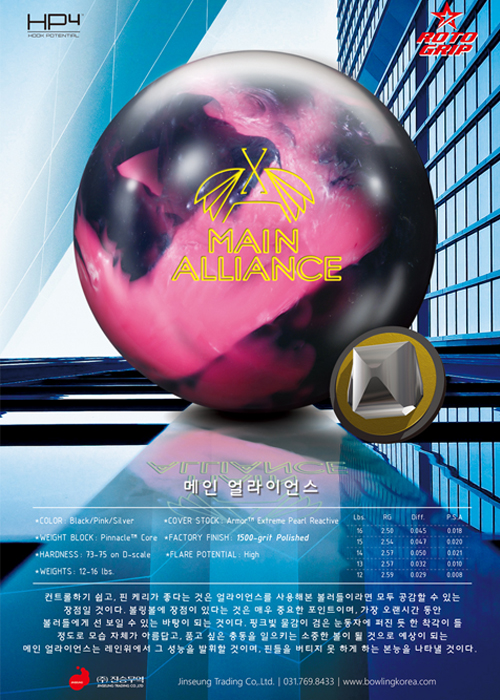 HP4
HOOK POTENTIAL
ROTO
GRIP
MAIN
ALLIANCE
ALLIANCE
메인 얼라이언스
•COLOR: Black/Pink/Silver
•WEIGHT BLOCK: Pinnacle™ Core
•HARDNESS: 73-75 on D-scale
•WEIGHTS: 12-16 lbs.
•COVER STOCK: Armor™ Extreme Pearl Reactive
•FACTORY FINISH: 1500-grit Polished
•FLARE POTENTIAL: High
Lbs. RG Diff. P.S.A
16 2.50 0.045 0.018
15 2.54 0.047 0.020
14 2.57 0.050 0.021
13 2.57 0.032 0.010
12 2.59 0.029 0.008
컨트롤하기 쉽고, 핀 케리가 좋다는 것은 얼라이언스를 사용해본 볼러들이라면 모두 공감할 수 있는
장점일 것이다. 볼링볼에 장점이 있다는 것은 매우 중요한 포인트이며, 가장 오랜시간 동안
볼러들에게 선 보일 수 있는 바탕이 되는 것이다. 핑크빛 물감이 검은 눈동자에 퍼진 듯 한 착각이 들
정도로 모습 자체가 아름답고, 품고 싶은 충동을 일으키는 소중한 볼이 될 것으로 예상이 되는
메인 얼라이언스는 레인위에서 그 성능을 발휘할 것이며, 핀들을 버티지 못 하게 하는 본능을 나타낼 것이다.
(주) 진승무역
JINSEUNG TRADING CO.,LTD
Jinseung Trading Co., Ltd. | 031.769.8433 | www.bowlingkorea.com